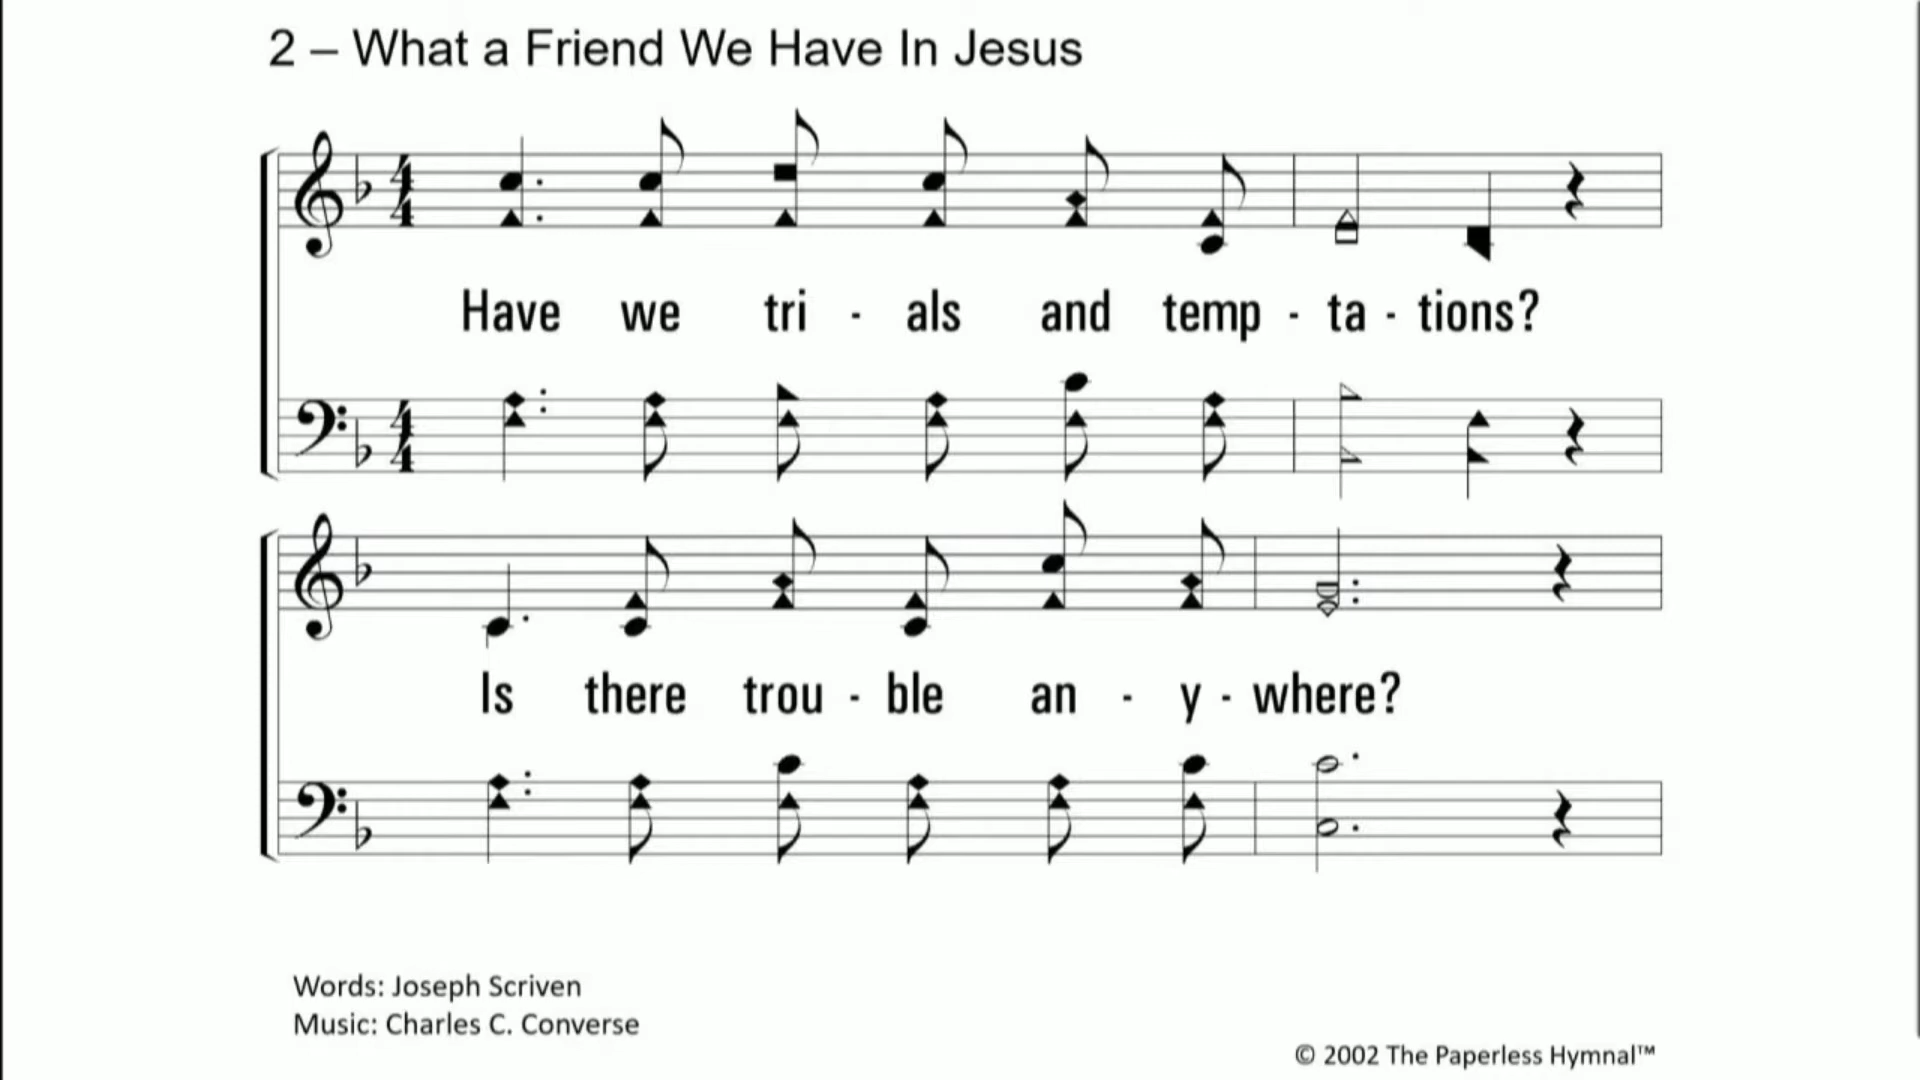 2 – What a Friend We Have In Jesus
Have we tri - als and temp - ta - tions?
Is there trou - ble an - y - where?
Words: Joseph Scriven
Music: Charles C. Converse
© 2002 The Paperless Hymnal™